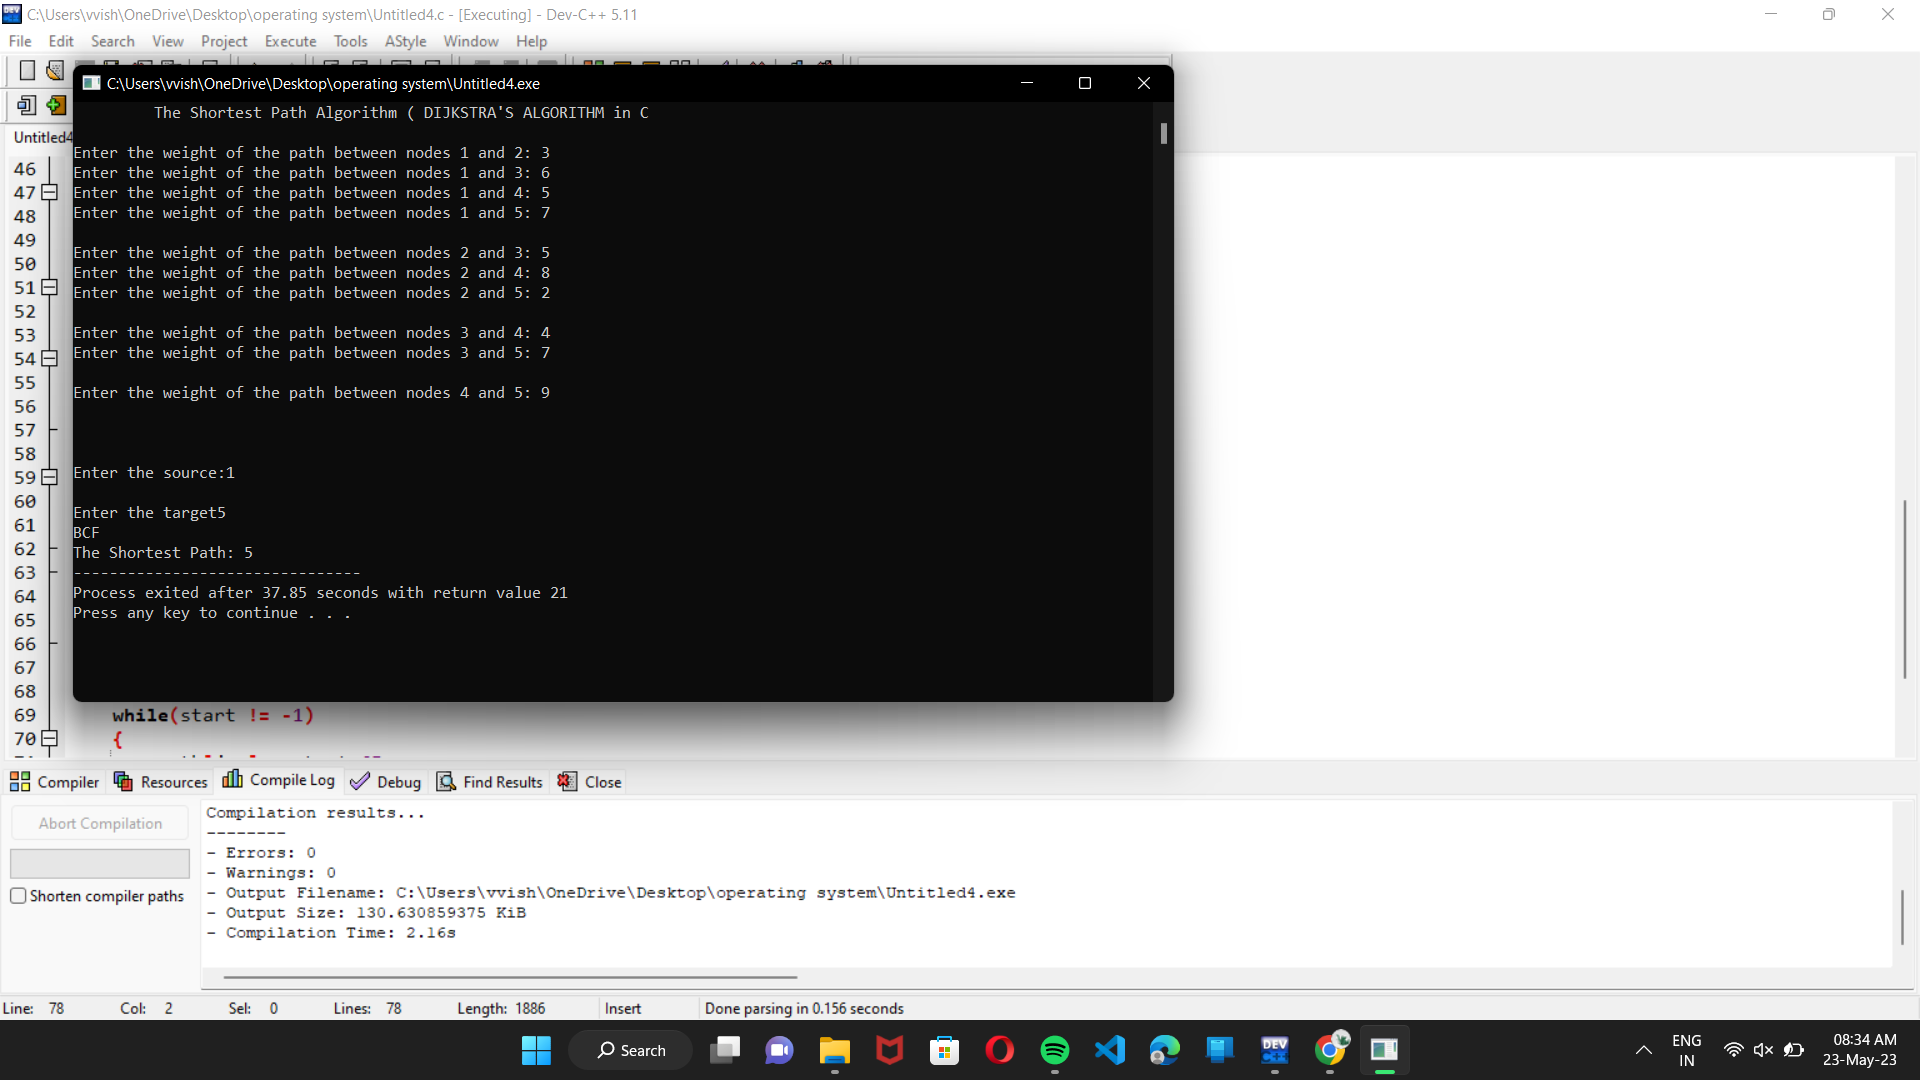 C:\Users\vvish\OneDrive\Desktop\operating system\Untitled4.c - [Executing] - Dev-C++ 5.11
File Edit Search View Project Execute Tools AStyle Window Help
C:\Users\vvish\OneDrive\Desktop\operating system\Untitled4.exe
The Shortest Path Algorithm ( DIJKSTRA'S ALGORITHM in C
Enter the weight of the path between nodes 1 and 2: 3
Enter the weight of the path between nodes 1 and 3: 6
Enter the weight of the path between nodes 1 and 4: 5
Enter the weight of the path between nodes 1 and 5: 7
Enter the weight of the path between nodes 2 and 3: 5
Enter the weight of the path between nodes 2 and 4: 8
Enter the weight of the path between nodes 2 and 5: 2
Enter the weight of the path between nodes 3 and 4: 4
Enter the weight of the path between nodes 3 and 5: 7
Enter the weight of the path between nodes 4 and 5: 9
Enter the source:1
Enter the target5
BCF
The Shortest Path: 5
--------------------------------
Process exited after 37.85 seconds with return value 21
Press any key to continue . . .
Untitled4
46
47
48
49
50
51
52
53
54
55
56
57
58
59
60
61
62
63
64
65
66
67
68
69 while(start != -1)
70 {
Compiler Resources Compile Log Debug Find Results Close
Abort Compilation
Shorten compiler paths
Compilation results...
--------
- Errors: 0
- Warnings: 0
- Output Filename: C:\Users\vvish\OneDrive\Desktop\operating system\Untitled4.exe
- Output Size: 130.630859375 KiB
- Compilation Time: 2.16s
Line: 78 Col: 2 Sel: 0 Lines: 78 Length: 1886 Insert Done parsing in 0.156 seconds
Search
DEV C++
ENG
IN
08:34 AM
23-May-23